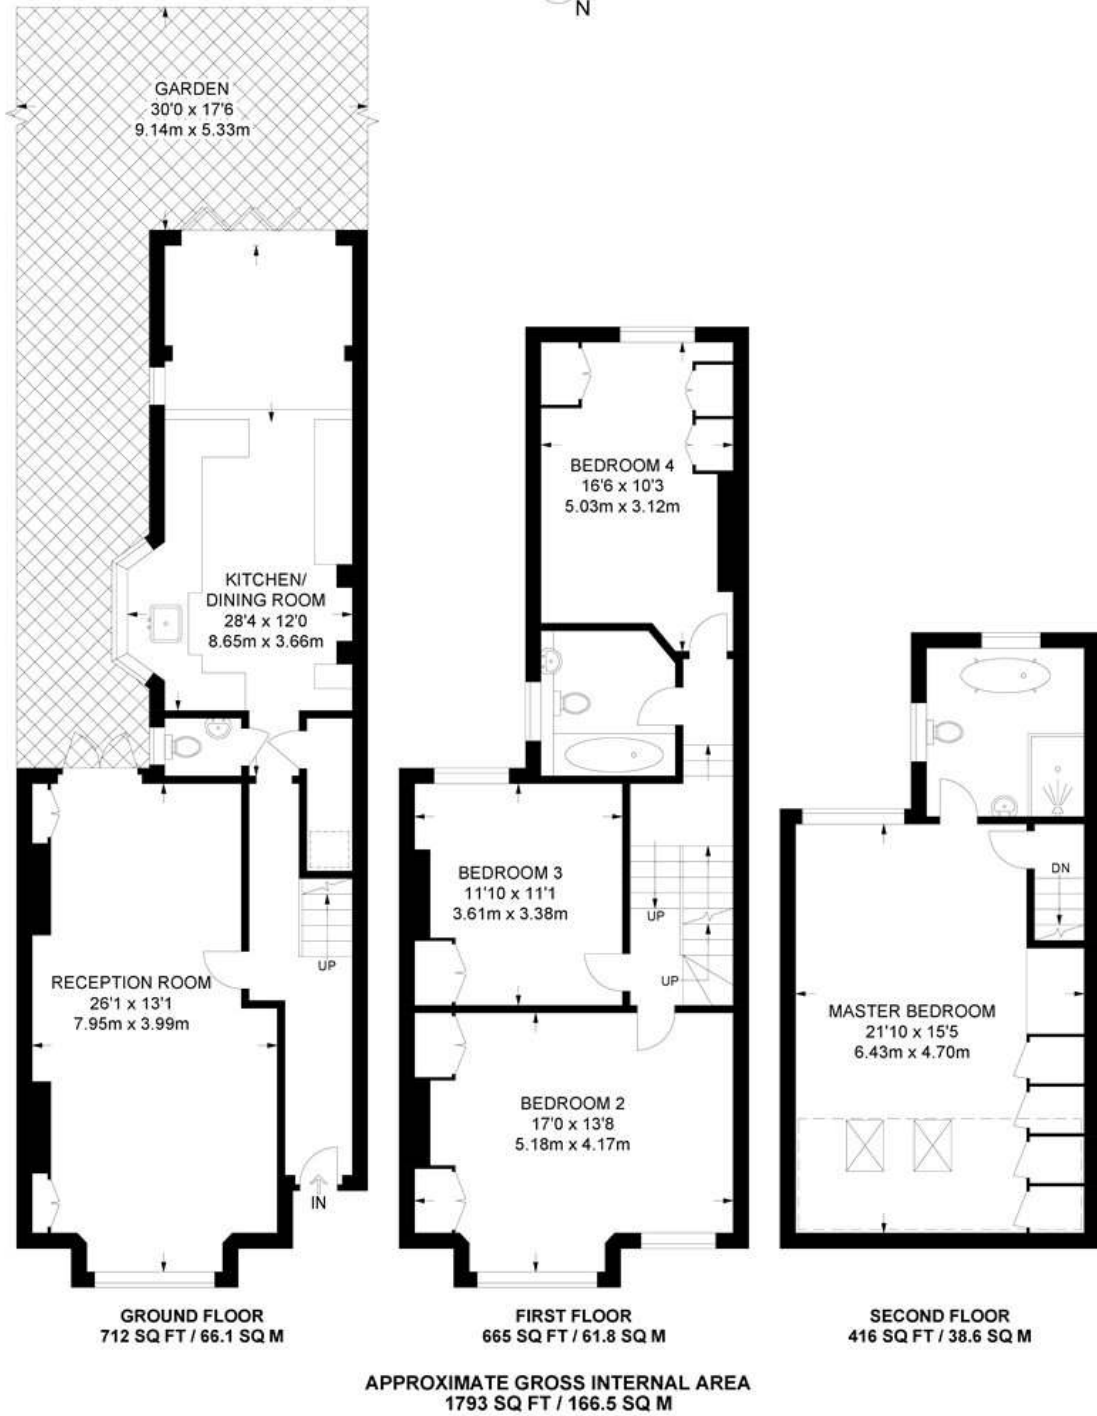 N
GARDEN
30'0 x 17'6
9.14m x 5.33m
KITCHEN/
DINING ROOM
28'4 x 12'0
8.65m x 3.66m
RECEPTION ROOM
26'1 x 13'1
7.95m x 3.99m
UP
IN
GROUND FLOOR
712 SQ FT / 66.1 SQ M
BEDROOM 4
16'6 x 10'3
5.03m x 3.12m
BEDROOM 3
11'10 x 11'1
3.61m x 3.38m
UP
UP
BEDROOM 2
17'0 x 13'8
5.18m x 4.17m
FIRST FLOOR
665 SQ FT / 61.8 SQ M
DN
MASTER BEDROOM
21'10 x 15'5
6.43m x 4.70m
SECOND FLOOR
416 SQ FT / 38.6 SQ M
APPROXIMATE GROSS INTERNAL AREA
1793 SQ FT / 166.5 SQ M